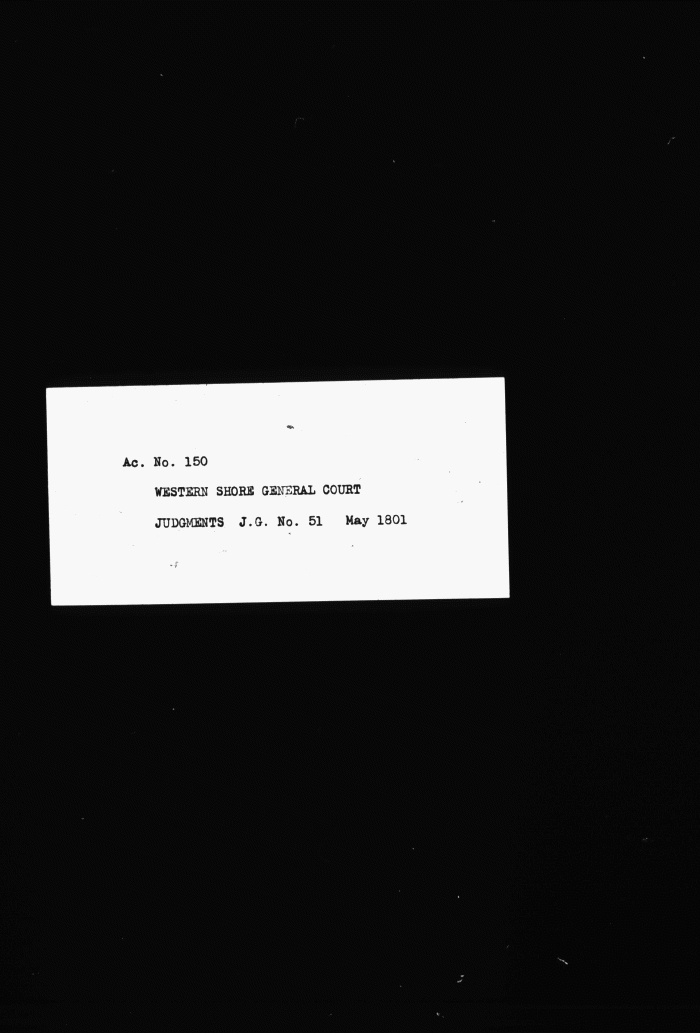 Ac. No. 150
WESTERN SHORE GENERAL COURT
JUDGMENTS J.G. No. 51 May 1801